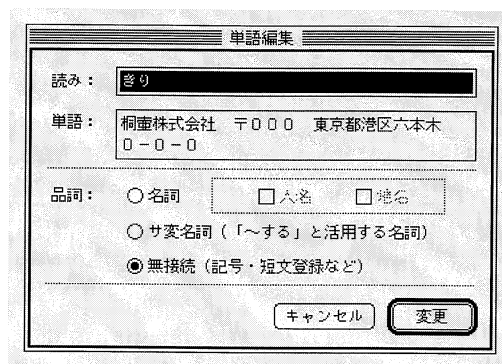 単語編集
読み： きり
単語： 桐壷株式会社　〒０００　東京都港区六本木
０－０－０
品詞： ○名詞 □人名 □地名
○サ変名詞（「～する」と活用する名詞）
◉無接続（記号・短文登録など）
キャンセル 変更